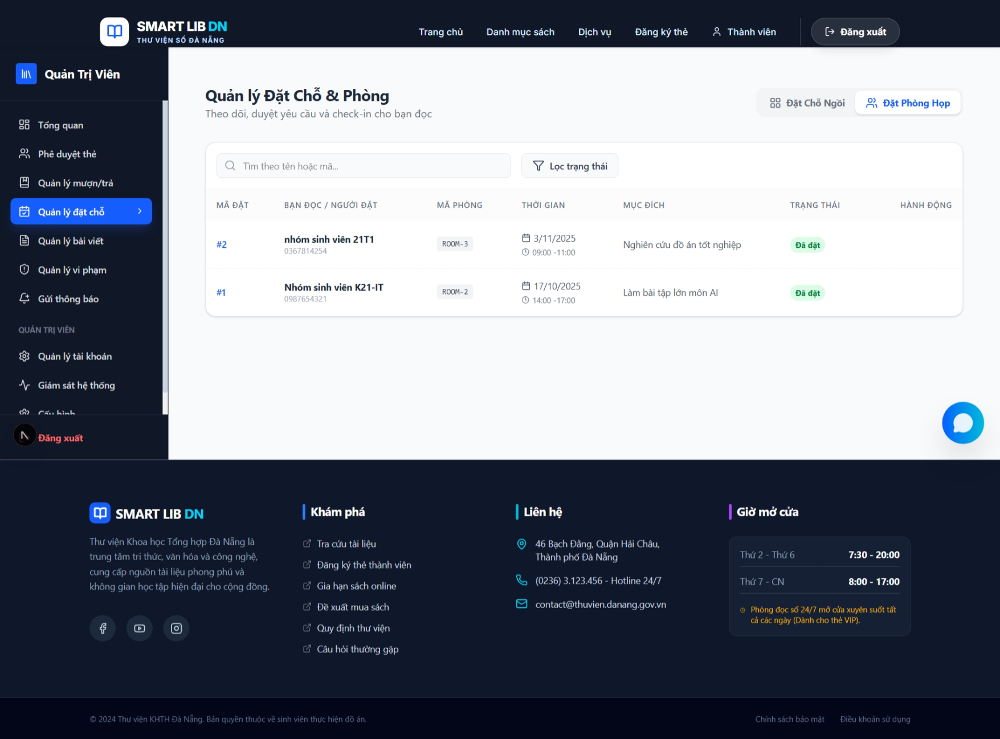 SMART LIB DN
THƯ VIỆN SỐ ĐÀ NẴNG
Trang chủ
Danh mục sách
Dịch vụ
Đăng ký thẻ
Thành viên
Đăng xuất
Quản Trị Viên
Tổng quan
Phê duyệt thẻ
Quản lý mượn/trả
Quản lý đặt chỗ
Quản lý bài viết
Quản lý vi phạm
Gửi thông báo
QUẢN TRỊ VIÊN
Quản lý tài khoản
Giám sát hệ thống
Cấu hình
Đăng xuất
Quản lý Đặt Chỗ & Phòng
Theo dõi, duyệt yêu cầu và check-in cho bạn đọc
Đặt Chỗ Ngồi
Đặt Phòng Họp
Tìm theo tên hoặc mã...
Lọc trạng thái
MÃ ĐẶT
BẠN ĐỌC / NGƯỜI ĐẶT
MÃ PHÒNG
THỜI GIAN
MỤC ĐÍCH
TRẠNG THÁI
HÀNH ĐỘNG
#2
nhóm sinh viên 21T1
0367814254
ROOM-3
3/11/2025
09:00 -11:00
Nghiên cứu đồ án tốt nghiệp
Đã đặt
#1
Nhóm sinh viên K21-IT
0987654321
ROOM-2
17/10/2025
14:00 -17:00
Làm bài tập lớn môn AI
Đã đặt
SMART LIB DN
Thư viện Khoa học Tổng hợp Đà Nẵng là
trung tâm tri thức, văn hóa và công nghệ,
cung cấp nguồn tài liệu phong phú và
không gian học tập hiện đại cho cộng đồng.
Khám phá
Tra cứu tài liệu
Đăng ký thẻ thành viên
Gia hạn sách online
Đề xuất mua sách
Quy định thư viện
Câu hỏi thường gặp
Liên hệ
46 Bạch Đằng, Quận Hải Châu,
Thành phố Đà Nẵng
(0236) 3.123.456 - Hotline 24/7
contact@thuvien.danang.gov.vn
Giờ mở cửa
Thứ 2 - Thứ 6
7:30 - 20:00
Thứ 7 - CN
8:00 - 17:00
Phòng đọc số 24/7 mở cửa xuyên suốt tất
cả các ngày (Dành cho thẻ VIP).
© 2024 Thư viện KHTH Đà Nẵng. Bản quyền thuộc về sinh viên thực hiện đồ án.
Chính sách bảo mật
Điều khoản sử dụng